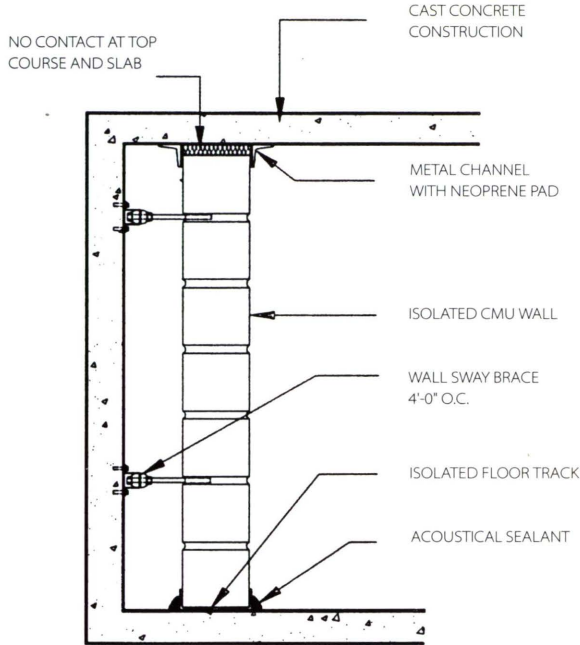 CAST CONCRETE
CONSTRUCTION
NO CONTACT AT TOP
COURSE AND SLAB
METAL CHANNEL
WITH NEOPRENE PAD
ISOLATED CMU WALL
WALL SWAY BRACE
4'-0" O.C.
ISOLATED FLOOR TRACK
ACOUSTICAL SEALANT